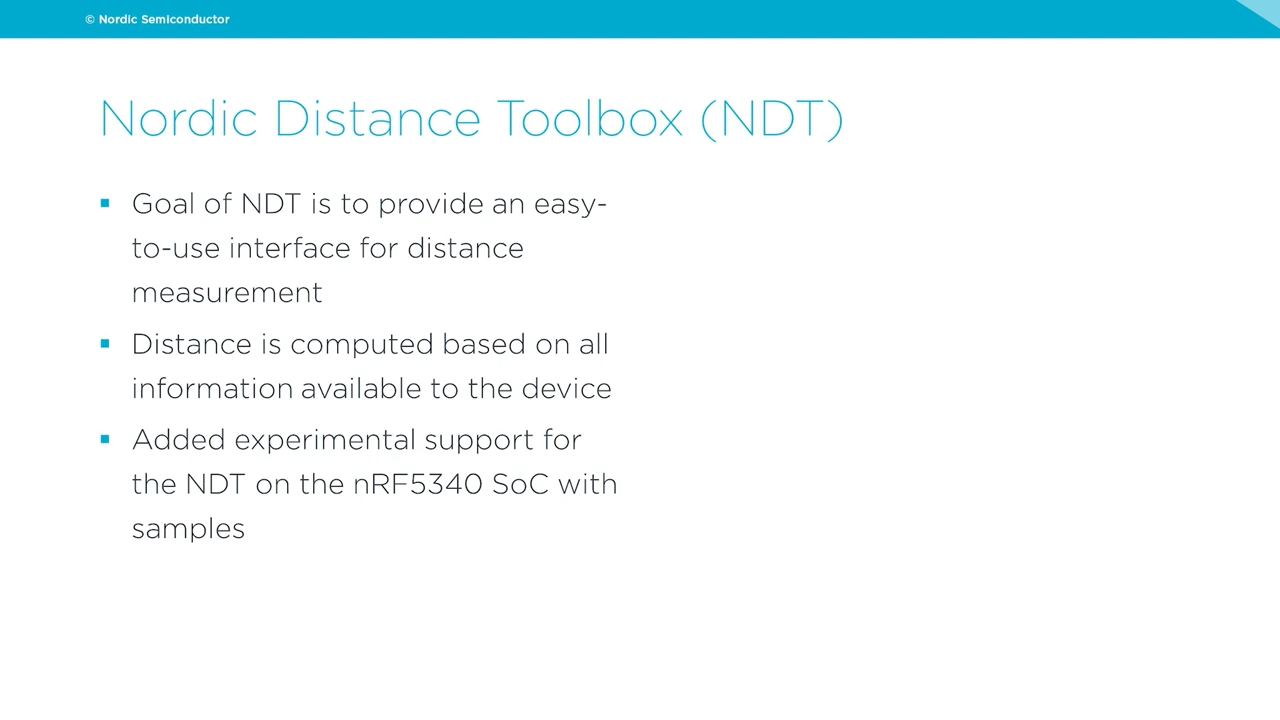 © Nordic Semiconductor
Nordic Distance Toolbox (NDT)
▪ Goal of NDT is to provide an easy-
to-use interface for distance
measurement
▪ Distance is computed based on all
information available to the device
▪ Added experimental support for
the NDT on the nRF5340 SoC with
samples